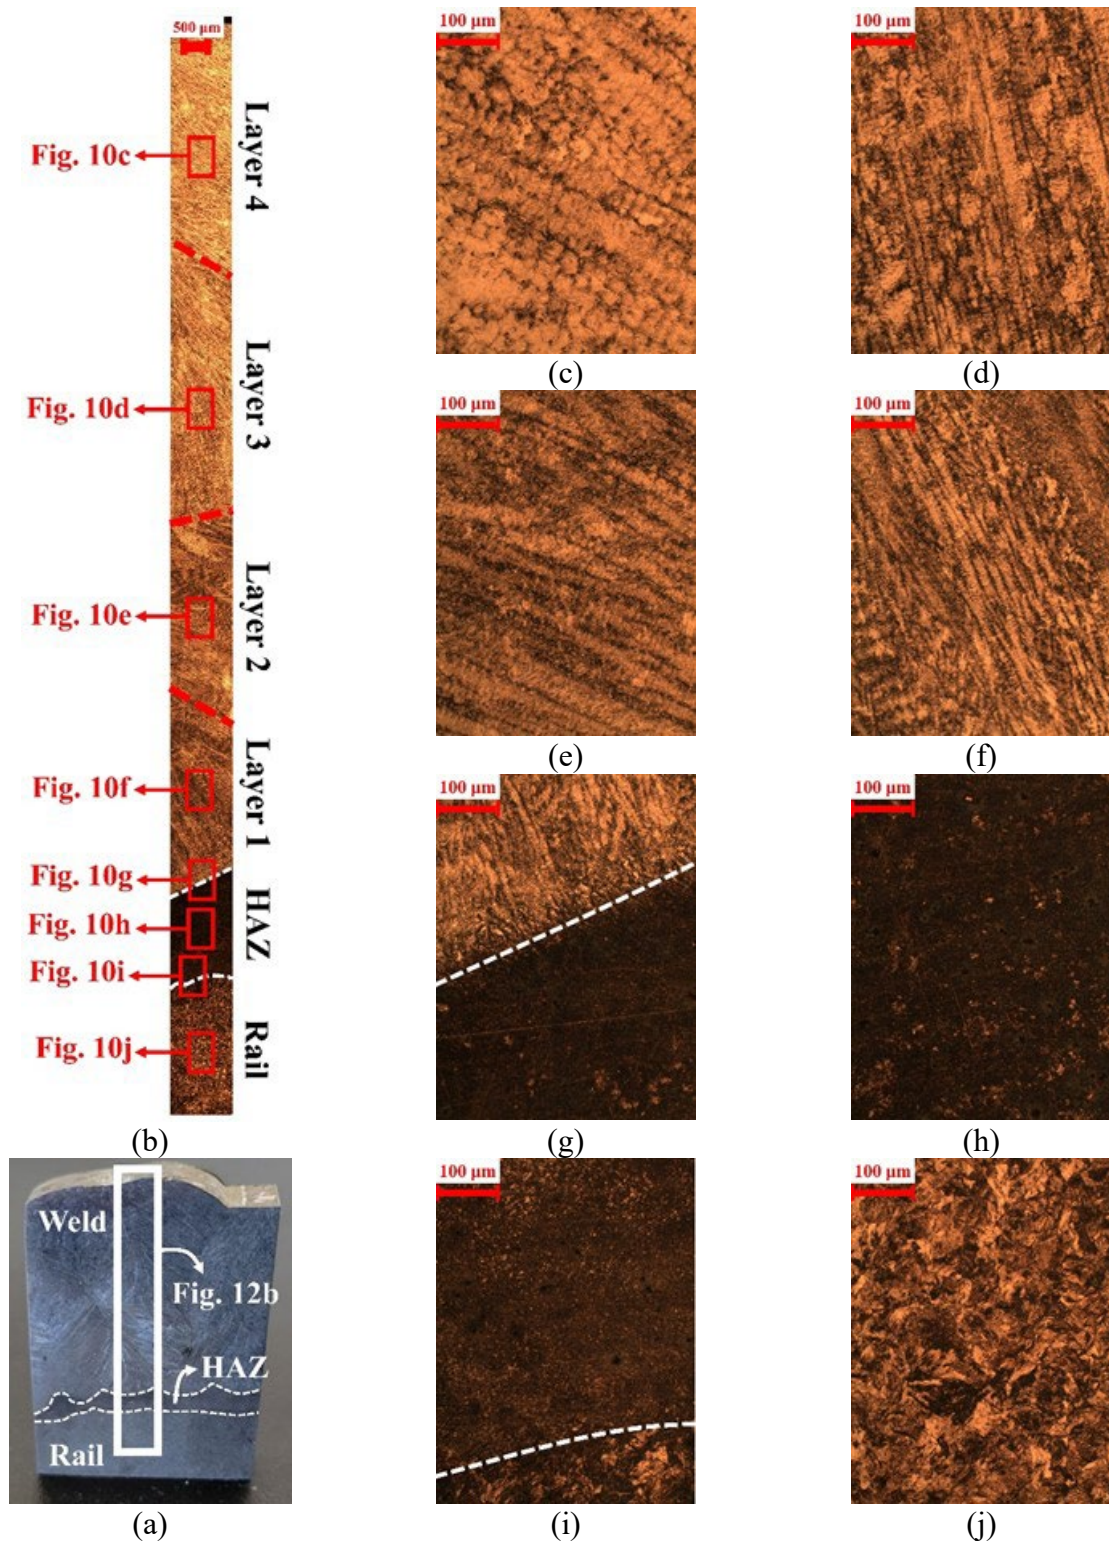 500 µm
Layer 4
Fig. 10c
Layer 3
Fig. 10d
Layer 2
Fig. 10e
Layer 1
Fig. 10f
Fig. 10g
HAZ
Fig. 10h
Fig. 10i
Rail
Fig. 10j
(b)
100 µm
(c)
100 µm
(d)
100 µm
(e)
100 µm
(f)
100 µm
(g)
100 µm
(h)
Weld
Fig. 12b
HAZ
Rail
(a)
100 µm
(i)
100 µm
(j)